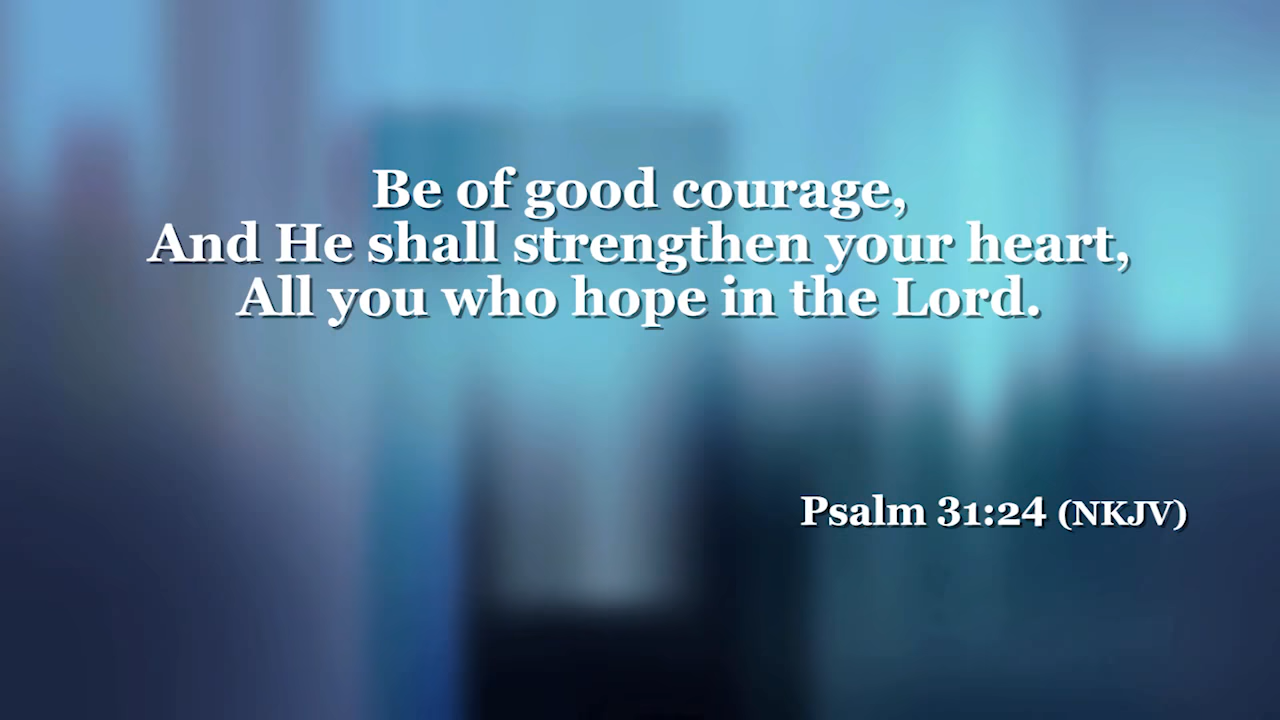 Be of good courage,
And He shall strengthen your heart,
All you who hope in the Lord.
Psalm 31:24 (NKJV)